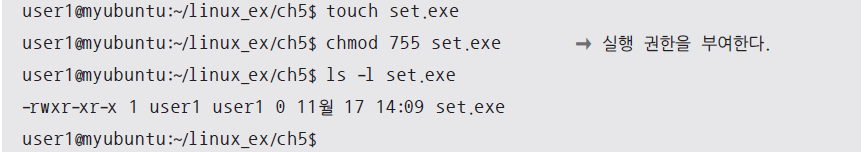 user1@myubuntu:~/linux_ex/ch5$ touch set.exe
user1@myubuntu:~/linux_ex/ch5$ chmod 755 set.exe → 실행 권한을 부여한다.
user1@myubuntu:~/linux_ex/ch5$ ls -l set.exe
-rwxr-xr-x 1 user1 user1 0 11월 17 14:09 set.exe
user1@myubuntu:~/linux_ex/ch5$